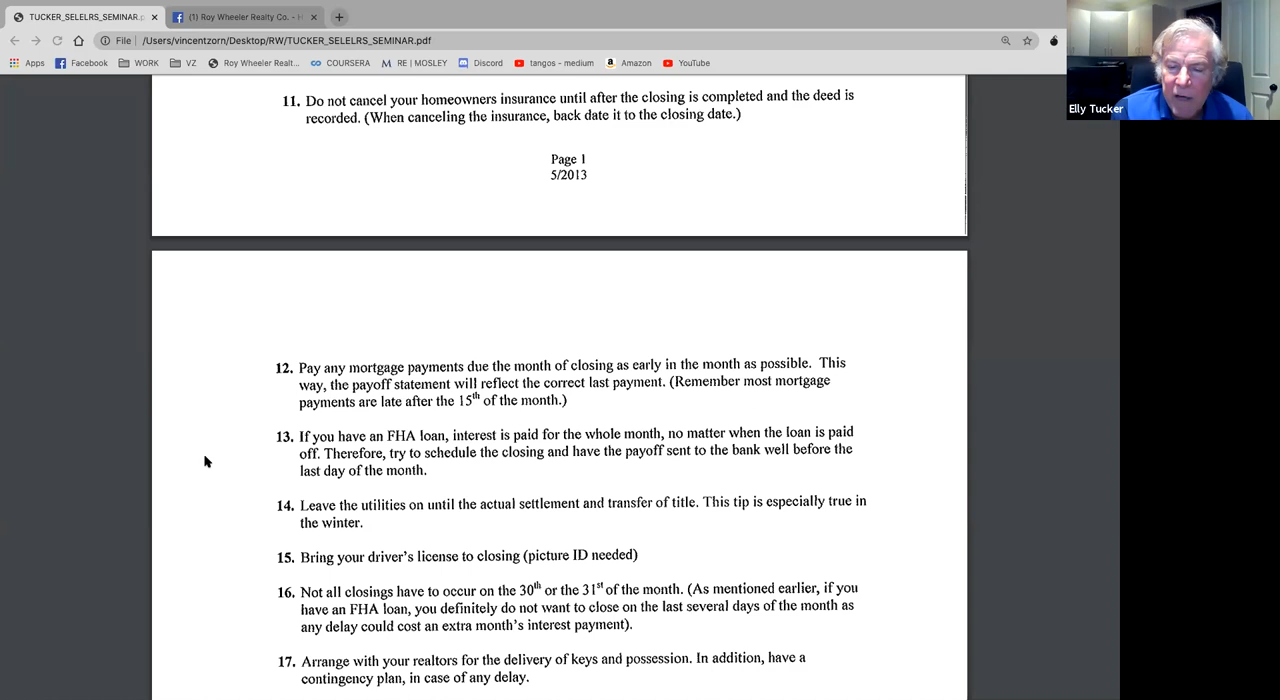 TUCKER_SELELRS_SEMINAR.p
(1) Roy Wheeler Realty Co. - H
File | /Users/vincentzorn/Desktop/RW/TUCKER_SELELRS_SEMINAR.pdf
Apps Facebook WORK VZ Roy Wheeler Realt... COURSERA RE | MOSLEY Discord tangos - medium Amazon YouTube
Elly Tucker
11. Do not cancel your homeowners insurance until after the closing is completed and the deed is
recorded. (When canceling the insurance, back date it to the closing date.)
Page 1
5/2013
12. Pay any mortgage payments due the month of closing as early in the month as possible. This
way, the payoff statement will reflect the correct last payment. (Remember most mortgage
payments are late after the 15th of the month.)
13. If you have an FHA loan, interest is paid for the whole month, no matter when the loan is paid
off. Therefore, try to schedule the closing and have the payoff sent to the bank well before the
last day of the month.
14. Leave the utilities on until the actual settlement and transfer of title. This tip is especially true in
the winter.
15. Bring your driver's license to closing (picture ID needed)
16. Not all closings have to occur on the 30th or the 31st of the month. (As mentioned earlier, if you
have an FHA loan, you definitely do not want to close on the last several days of the month as
any delay could cost an extra month's interest payment).
17. Arrange with your realtors for the delivery of keys and possession. In addition, have a
contingency plan, in case of any delay.